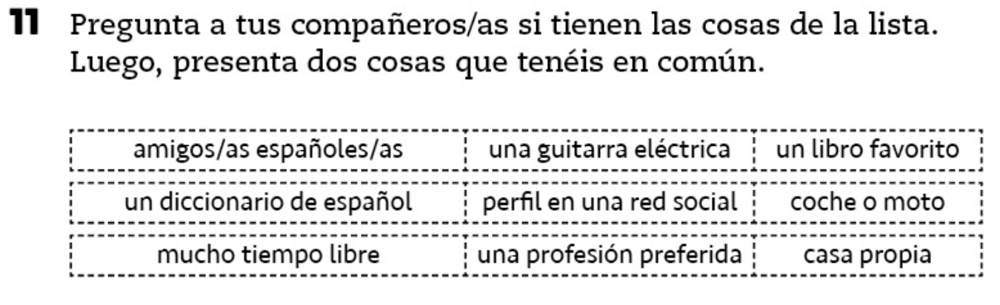 11 Pregunta a tus compañeros/as si tienen las cosas de la lista.
Luego, presenta dos cosas que tenéis en común.
amigos/as españoles/as una guitarra eléctrica un libro favorito
un diccionario de español perfil en una red social coche o moto
mucho tiempo libre una profesión preferida casa propia